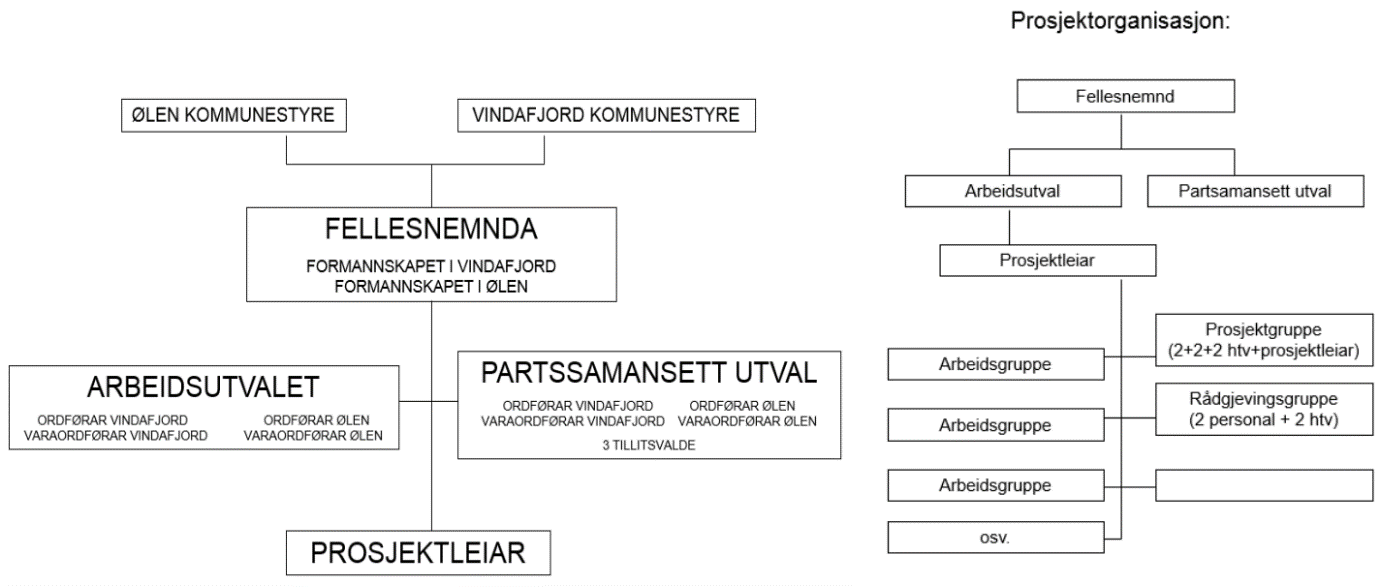 Prosjektorganisasjon:
ØLEN KOMMUNESTYRE
VINDAFJORD KOMMUNESTYRE
FELLESNEMNDA
FORMANNSKAPET I VINDAFJORD
FORMANNSKAPET I ØLEN
ARBEIDSUTVALET
ORDFØRAR VINDAFJORD ORDFØRAR ØLEN
VARAORDFØRAR VINDAFJORD VARAORDFØRAR ØLEN
PARTSSAMANSETT UTVAL
ORDFØRAR VINDAFJORD ORDFØRAR ØLEN
VARAORDFØRAR VINDAFJORD VARAORDFØRAR ØLEN
3 TILLITSVALDE
PROSJEKTLEIAR
Fellesnemnd
Arbeidsutval
Partsamansett utval
Prosjektleiar
Prosjektgruppe
(2+2+2 htv+prosjektleiar)
Arbeidsgruppe
Rådgjevingsgruppe
(2 personal + 2 htv)
Arbeidsgruppe
Arbeidsgruppe
osv.